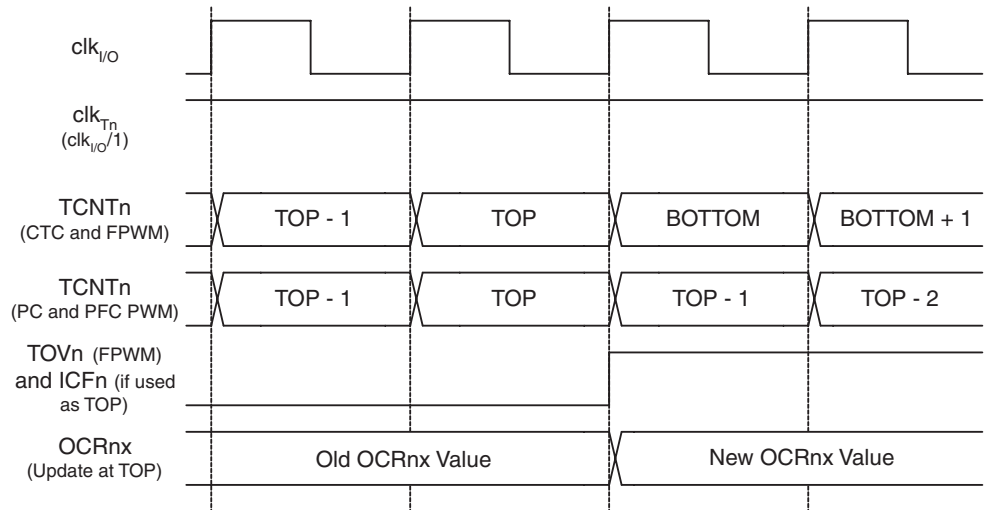 clkI/O
clkTn
(clkI/O/1)
TCNTn
(CTC and FPWM)
TOP - 1 TOP BOTTOM BOTTOM + 1
TCNTn
(PC and PFC PWM)
TOP - 1 TOP TOP - 1 TOP - 2
TOVn (FPWM)
and ICFn (if used
as TOP)
OCRnx
(Update at TOP)
Old OCRnx Value New OCRnx Value